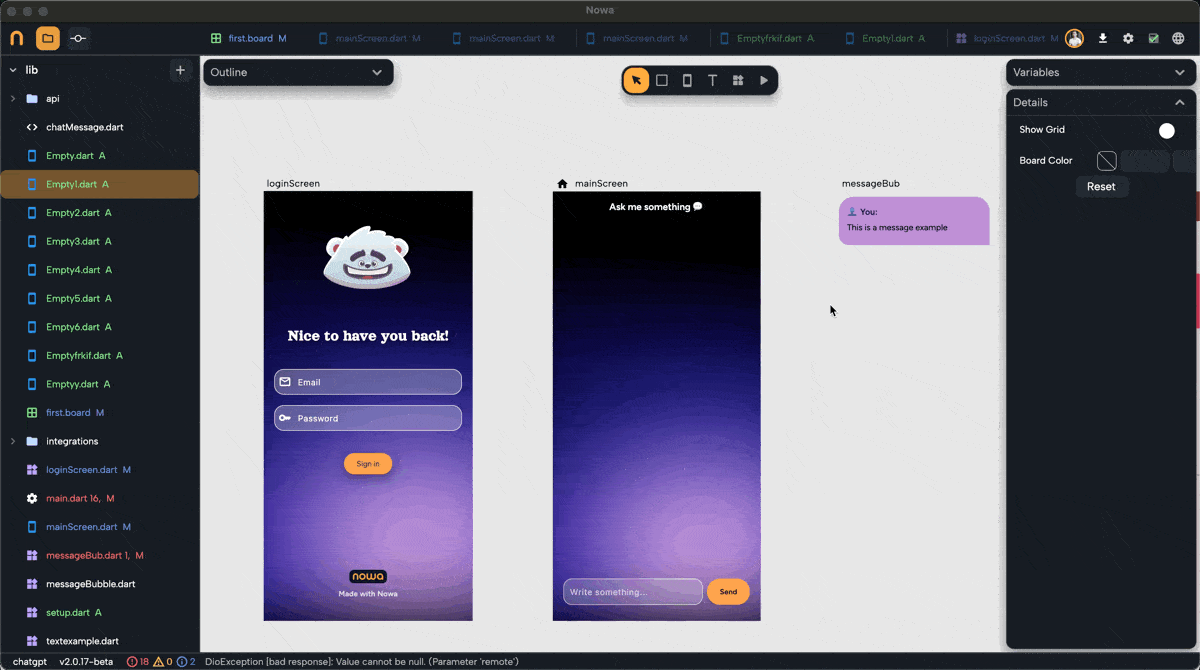 Nowa
first.board M
mainScreen.dart M
mainScreen.dart M
mainScreen.dart M
Emptyfrkif.dart A
Empty1.dart A
loginScreen.dart M
lib
api
chatMessage.dart
Empty.dart A
Empty1.dart A
Empty2.dart A
Empty3.dart A
Empty4.dart A
Empty5.dart A
Empty6.dart A
Emptyfrkif.dart A
Emptyy.dart A
first.board M
integrations
loginScreen.dart M
main.dart 16, M
mainScreen.dart M
messageBub.dart 1, M
messageBubble.dart
setup.dart A
textexample.dart
Outline
T
loginScreen
Nice to have you back!
Email
Password
Sign in
nowa
Made with Nowa
mainScreen
Ask me something
Write something...
Send
messageBub
You:
This is a message example
Variables
Details
Show Grid
Board Color
Reset
chatgpt v2.0.17-beta 18 0 2 DioException [bad response]: Value cannot be null. (Parameter 'remote')